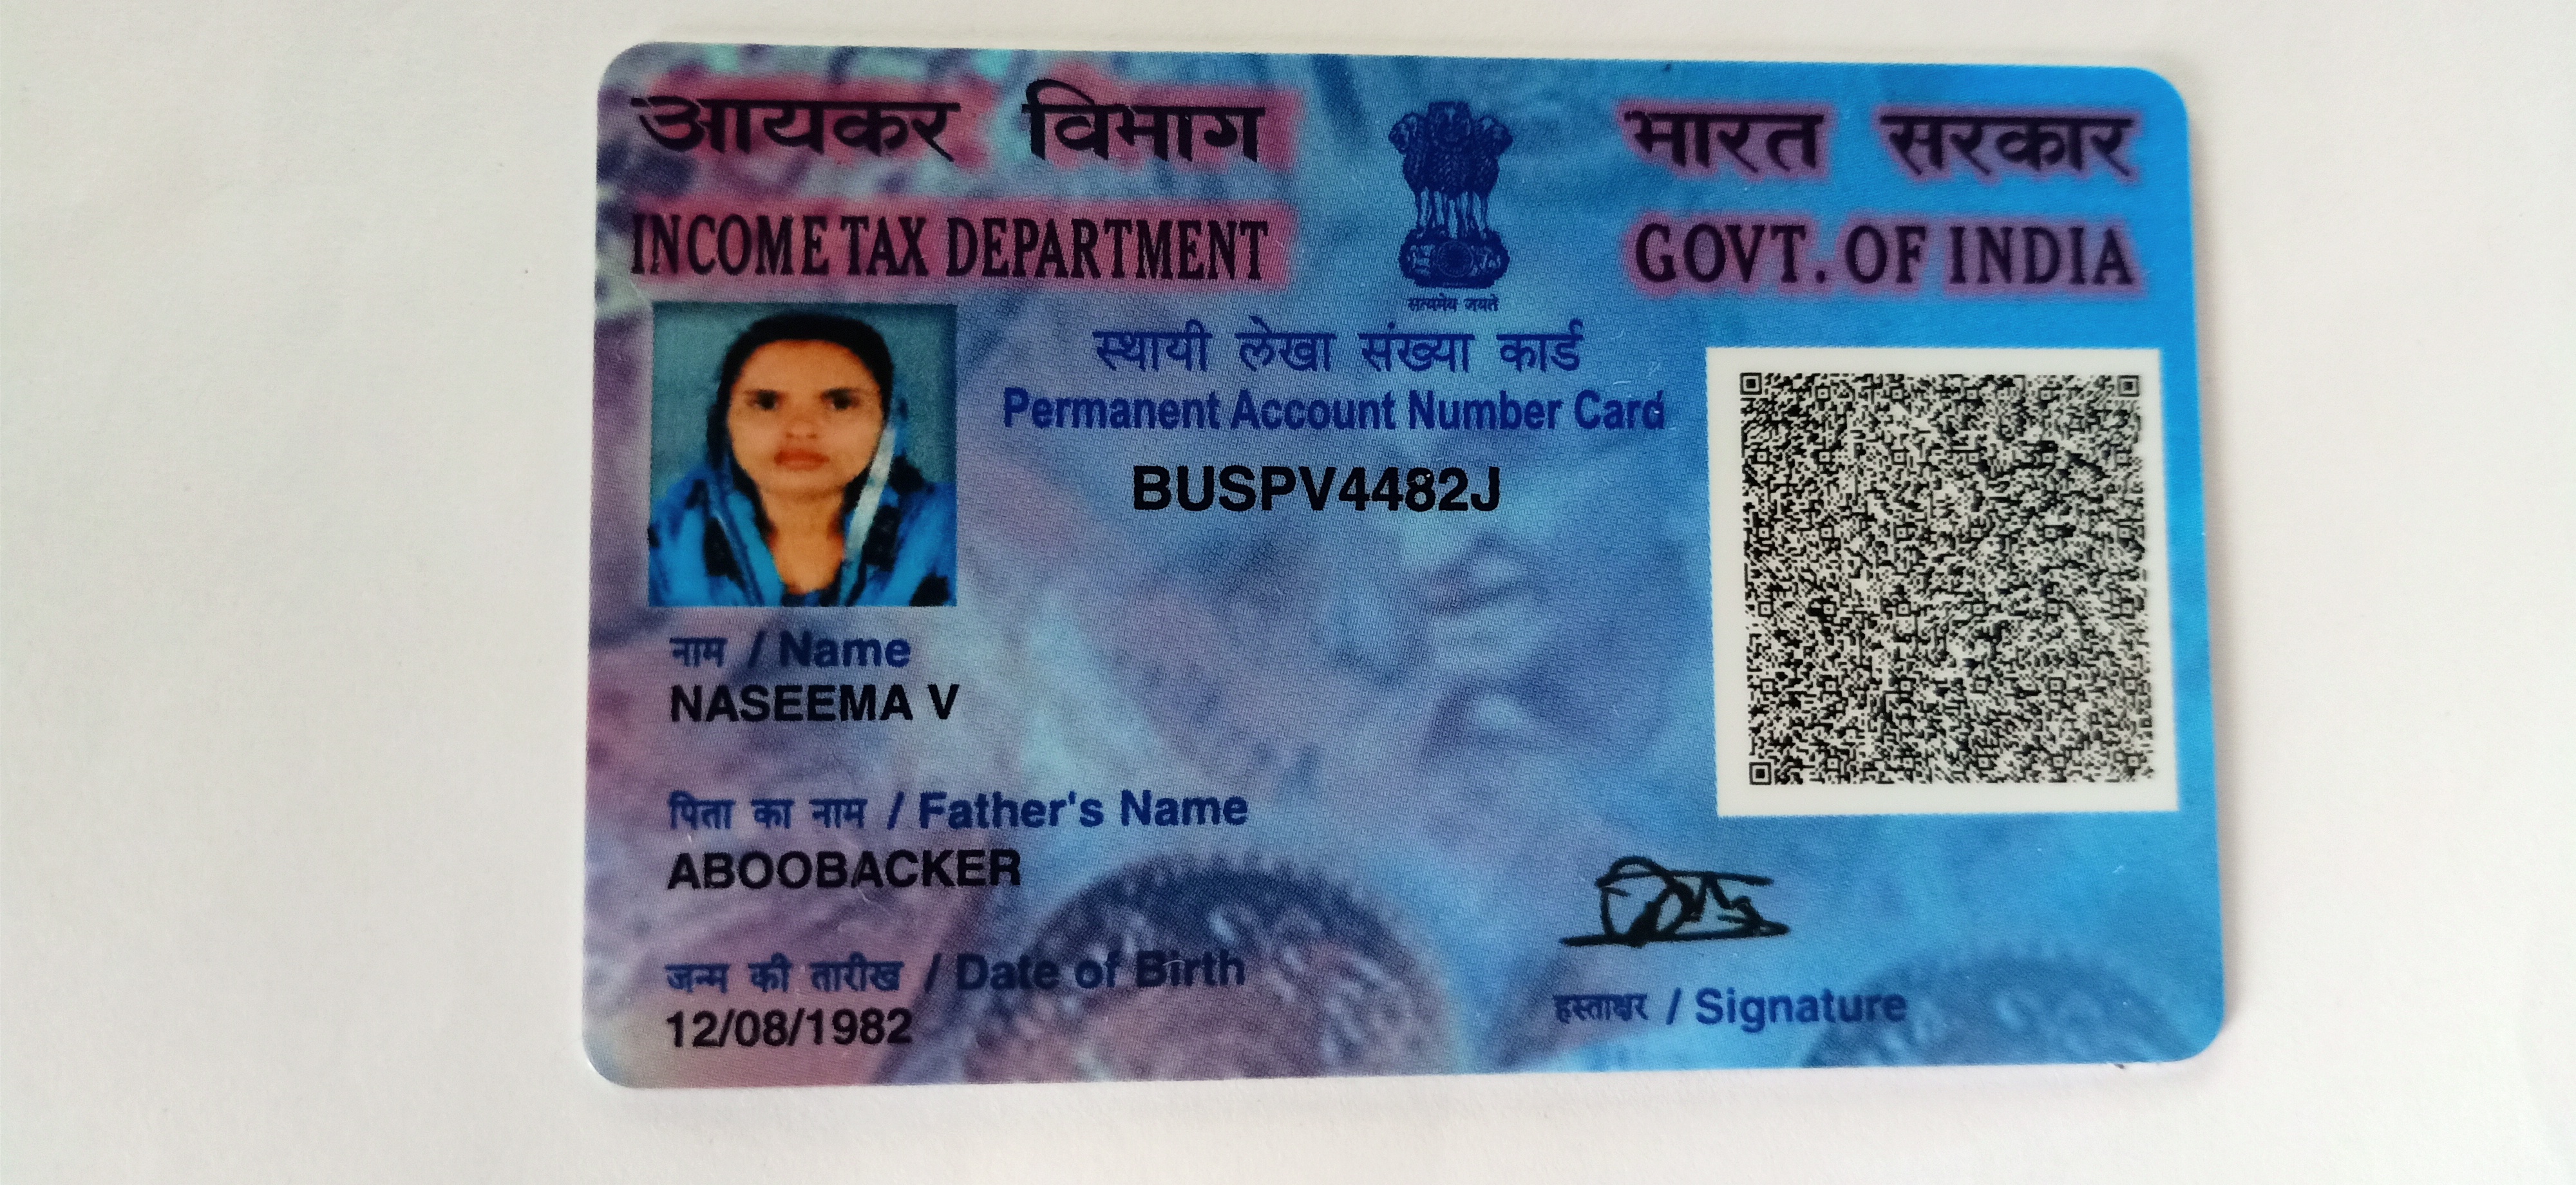 आयकर विभाग
INCOME TAX DEPARTMENT
भारत सरकार
GOVT. OF INDIA
सत्यमेव जयते
स्थायी लेखा संख्या कार्ड
Permanent Account Number Card
BUSPV4482J
नाम / Name
NASEEMA V
पिता का नाम / Father's Name
ABOOBACKER
जन्म की तारीख / Date of Birth
12/08/1982
हस्ताक्षर / Signature